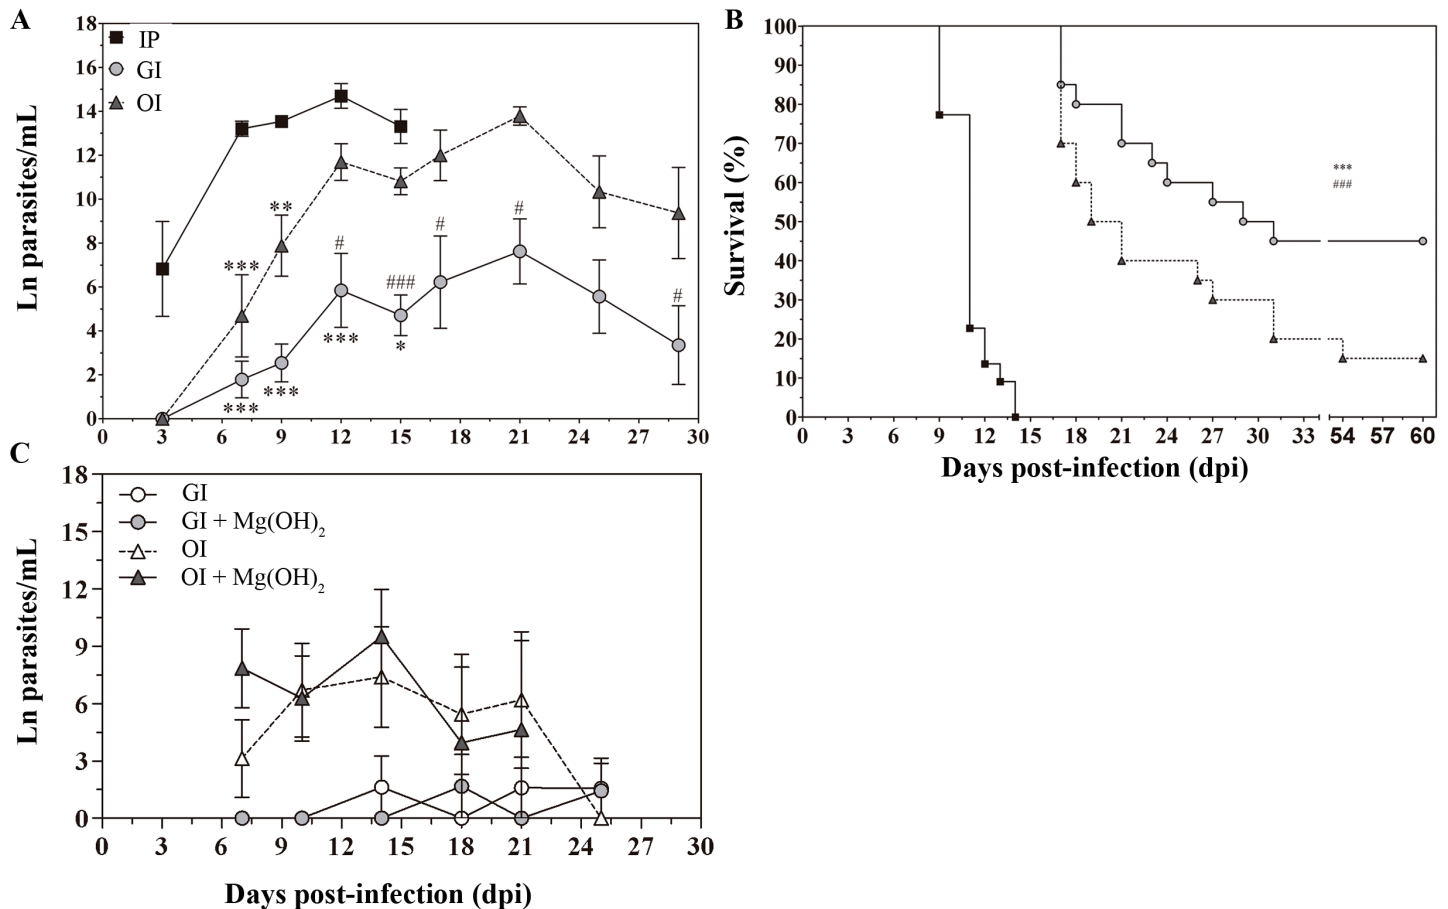 A
Ln parasites/mL
18
16
14
12
10
8
6
4
2
0
IP
GI
OI
***
**
***
***
#
***
###
*
#
#
#
0 3 6 9 12 15 18 21 24 27 30
B
Survival (%)
100
90
80
70
60
50
40
30
20
10
0
***
###
0 3 6 9 12 15 18 21 24 27 30 33 54 57 60
Days post-infection (dpi)
C
Ln parasites/mL
18
15
12
9
6
3
0
GI
GI + Mg(OH)2
OI
OI + Mg(OH)2
0 3 6 9 12 15 18 21 24 27 30
Days post-infection (dpi)